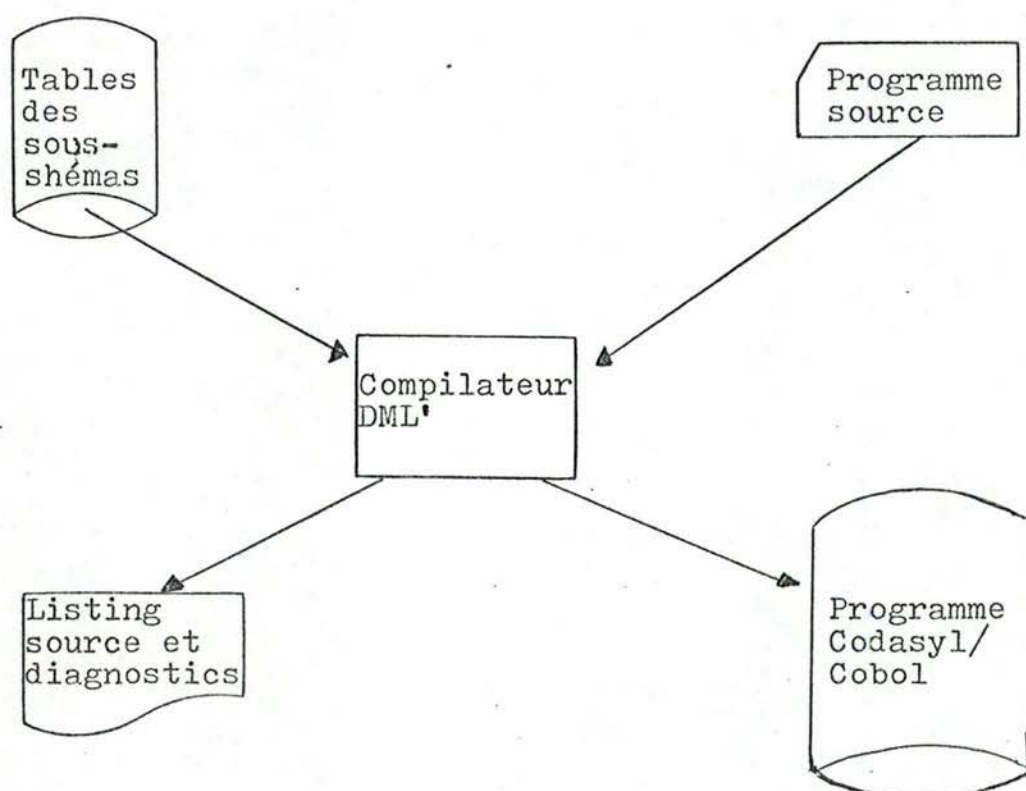 Tables
des
sous-
shémas
Programme
source
Compilateur
DML'
Listing
source et
diagnostics
Programme
Codasyl/
Cobol